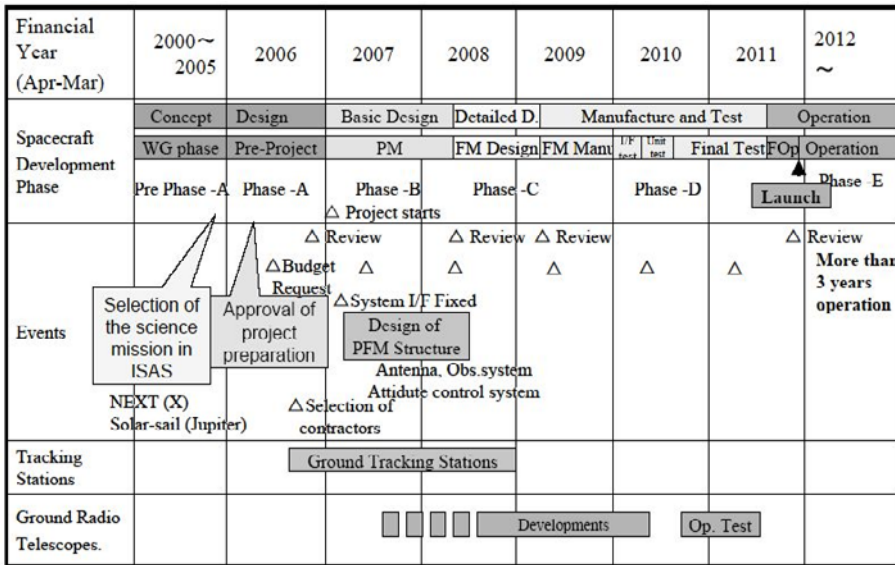 Financial
Year
(Apr-Mar)
2000～
2005
2006
2007
2008
2009
2010
2011
2012
～
Spacecraft
Development
Phase
Concept
Design
Basic Design
Detailed D.
Manufacture and Test
Operation
WG phase
Pre-Project
PM
FM Design
FM Manu
I/F
test
Unit
test
Final Test
FOp
Operation
Pre Phase -A
Phase -A
Phase -B
Phase -C
Phase -D
Phase -E
△ Project starts
Launch
Events
△ Review
△ Review
△ Review
△ Review
△ Budget
Request
△
△
△
△
△
More than
3 years
operation
Selection of
the science
mission in
ISAS
Approval of
project
preparation
△ System I/F Fixed
Design of
PFM Structure
Antenna, Obs.system
Attidute control system
NEXT (X)
Solar-sail (Jupiter)
△ Selection of
contractors
Tracking
Stations
Ground Tracking Stations
Ground Radio
Telescopes.
Developments
Op. Test